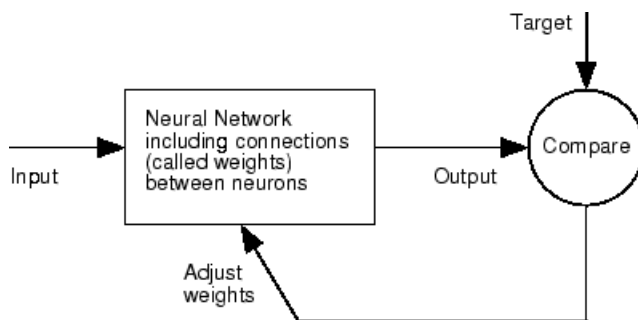 Target
Neural Network
including connections
(called weights)
between neurons
Compare
Input
Output
Adjust
weights